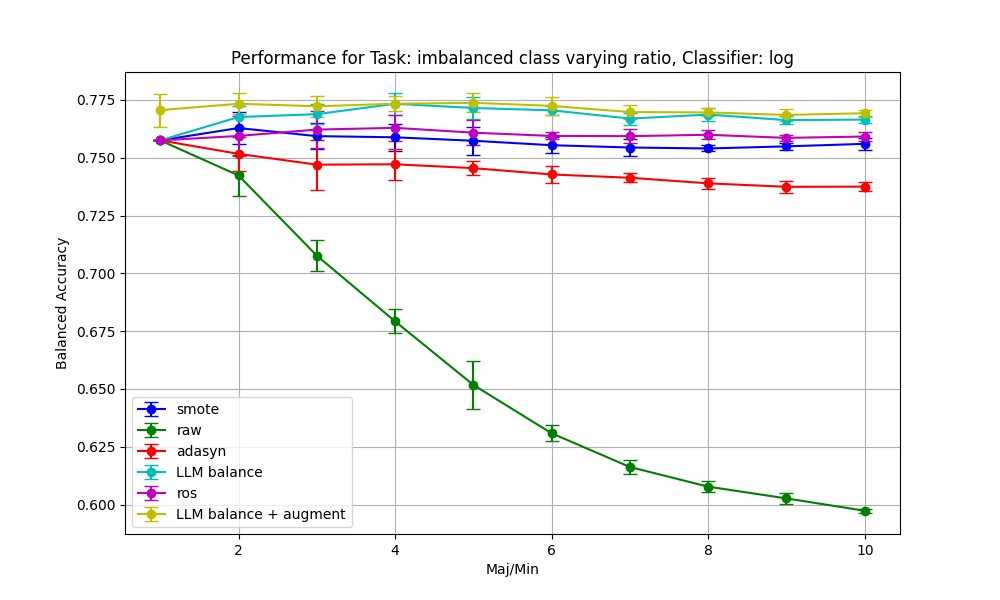 Performance for Task: imbalanced class varying ratio, Classifier: log
Balanced Accuracy
0.775
0.750
0.725
0.700
0.675
0.650
0.625
0.600
smote
raw
adasyn
LLM balance
ros
LLM balance + augment
2
4
6
8
10
Maj/Min